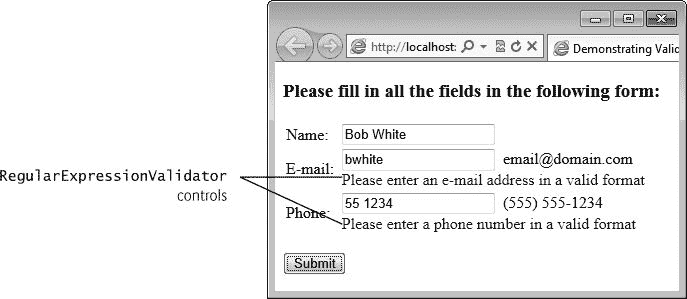 http://localhost:
Demonstrating Valid
Please fill in all the fields in the following form:
Name: Bob White
E-mail: bwhite email@domain.com
Please enter an e-mail address in a valid format
Phone: 55 1234 (555) 555-1234
Please enter a phone number in a valid format
Submit
RegularExpressionValidator
controls